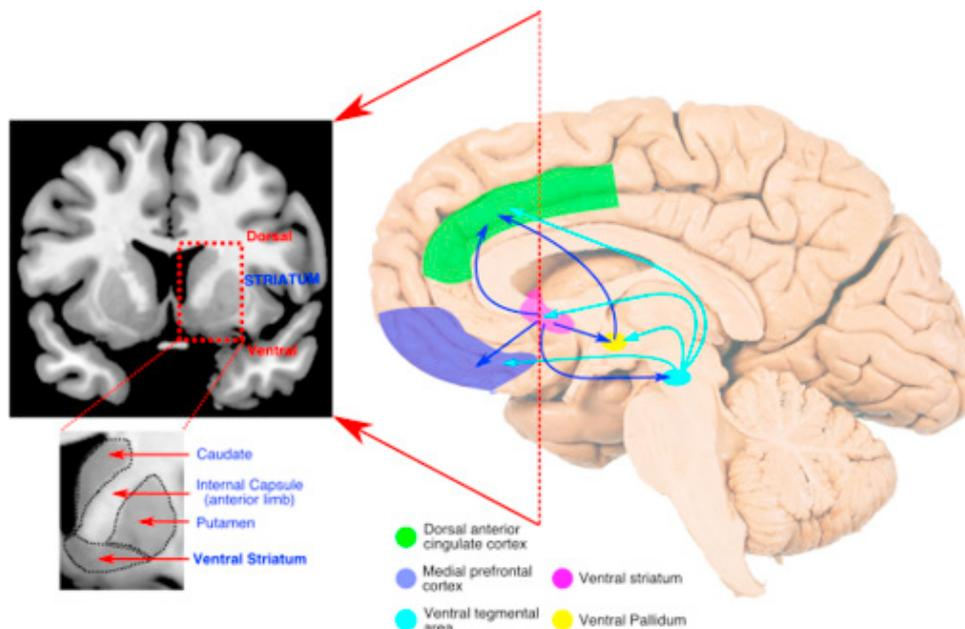 Dorsal
STRIATUM
Ventral
Caudate
Internal Capsule
(anterior limb)
Putamen
Ventral Striatum
Dorsal anterior
cingulate cortex
Medial prefrontal
cortex
Ventral striatum
Ventral tegmental
area
Ventral Pallidum